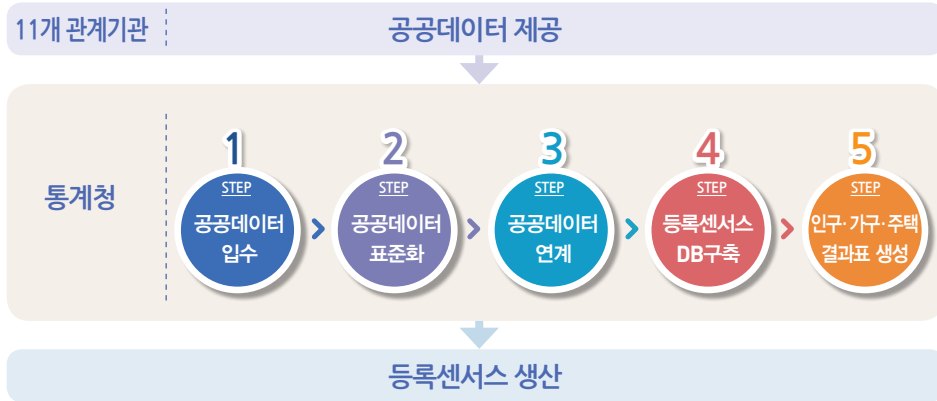 11개 관계기관
공공데이터 제공
통계청
1
STEP
공공데이터
입수
2
STEP
공공데이터
표준화
3
STEP
공공데이터
연계
4
STEP
등록센서스
DB구축
5
STEP
인구·가구·주택
결과표 생성
등록센서스 생산